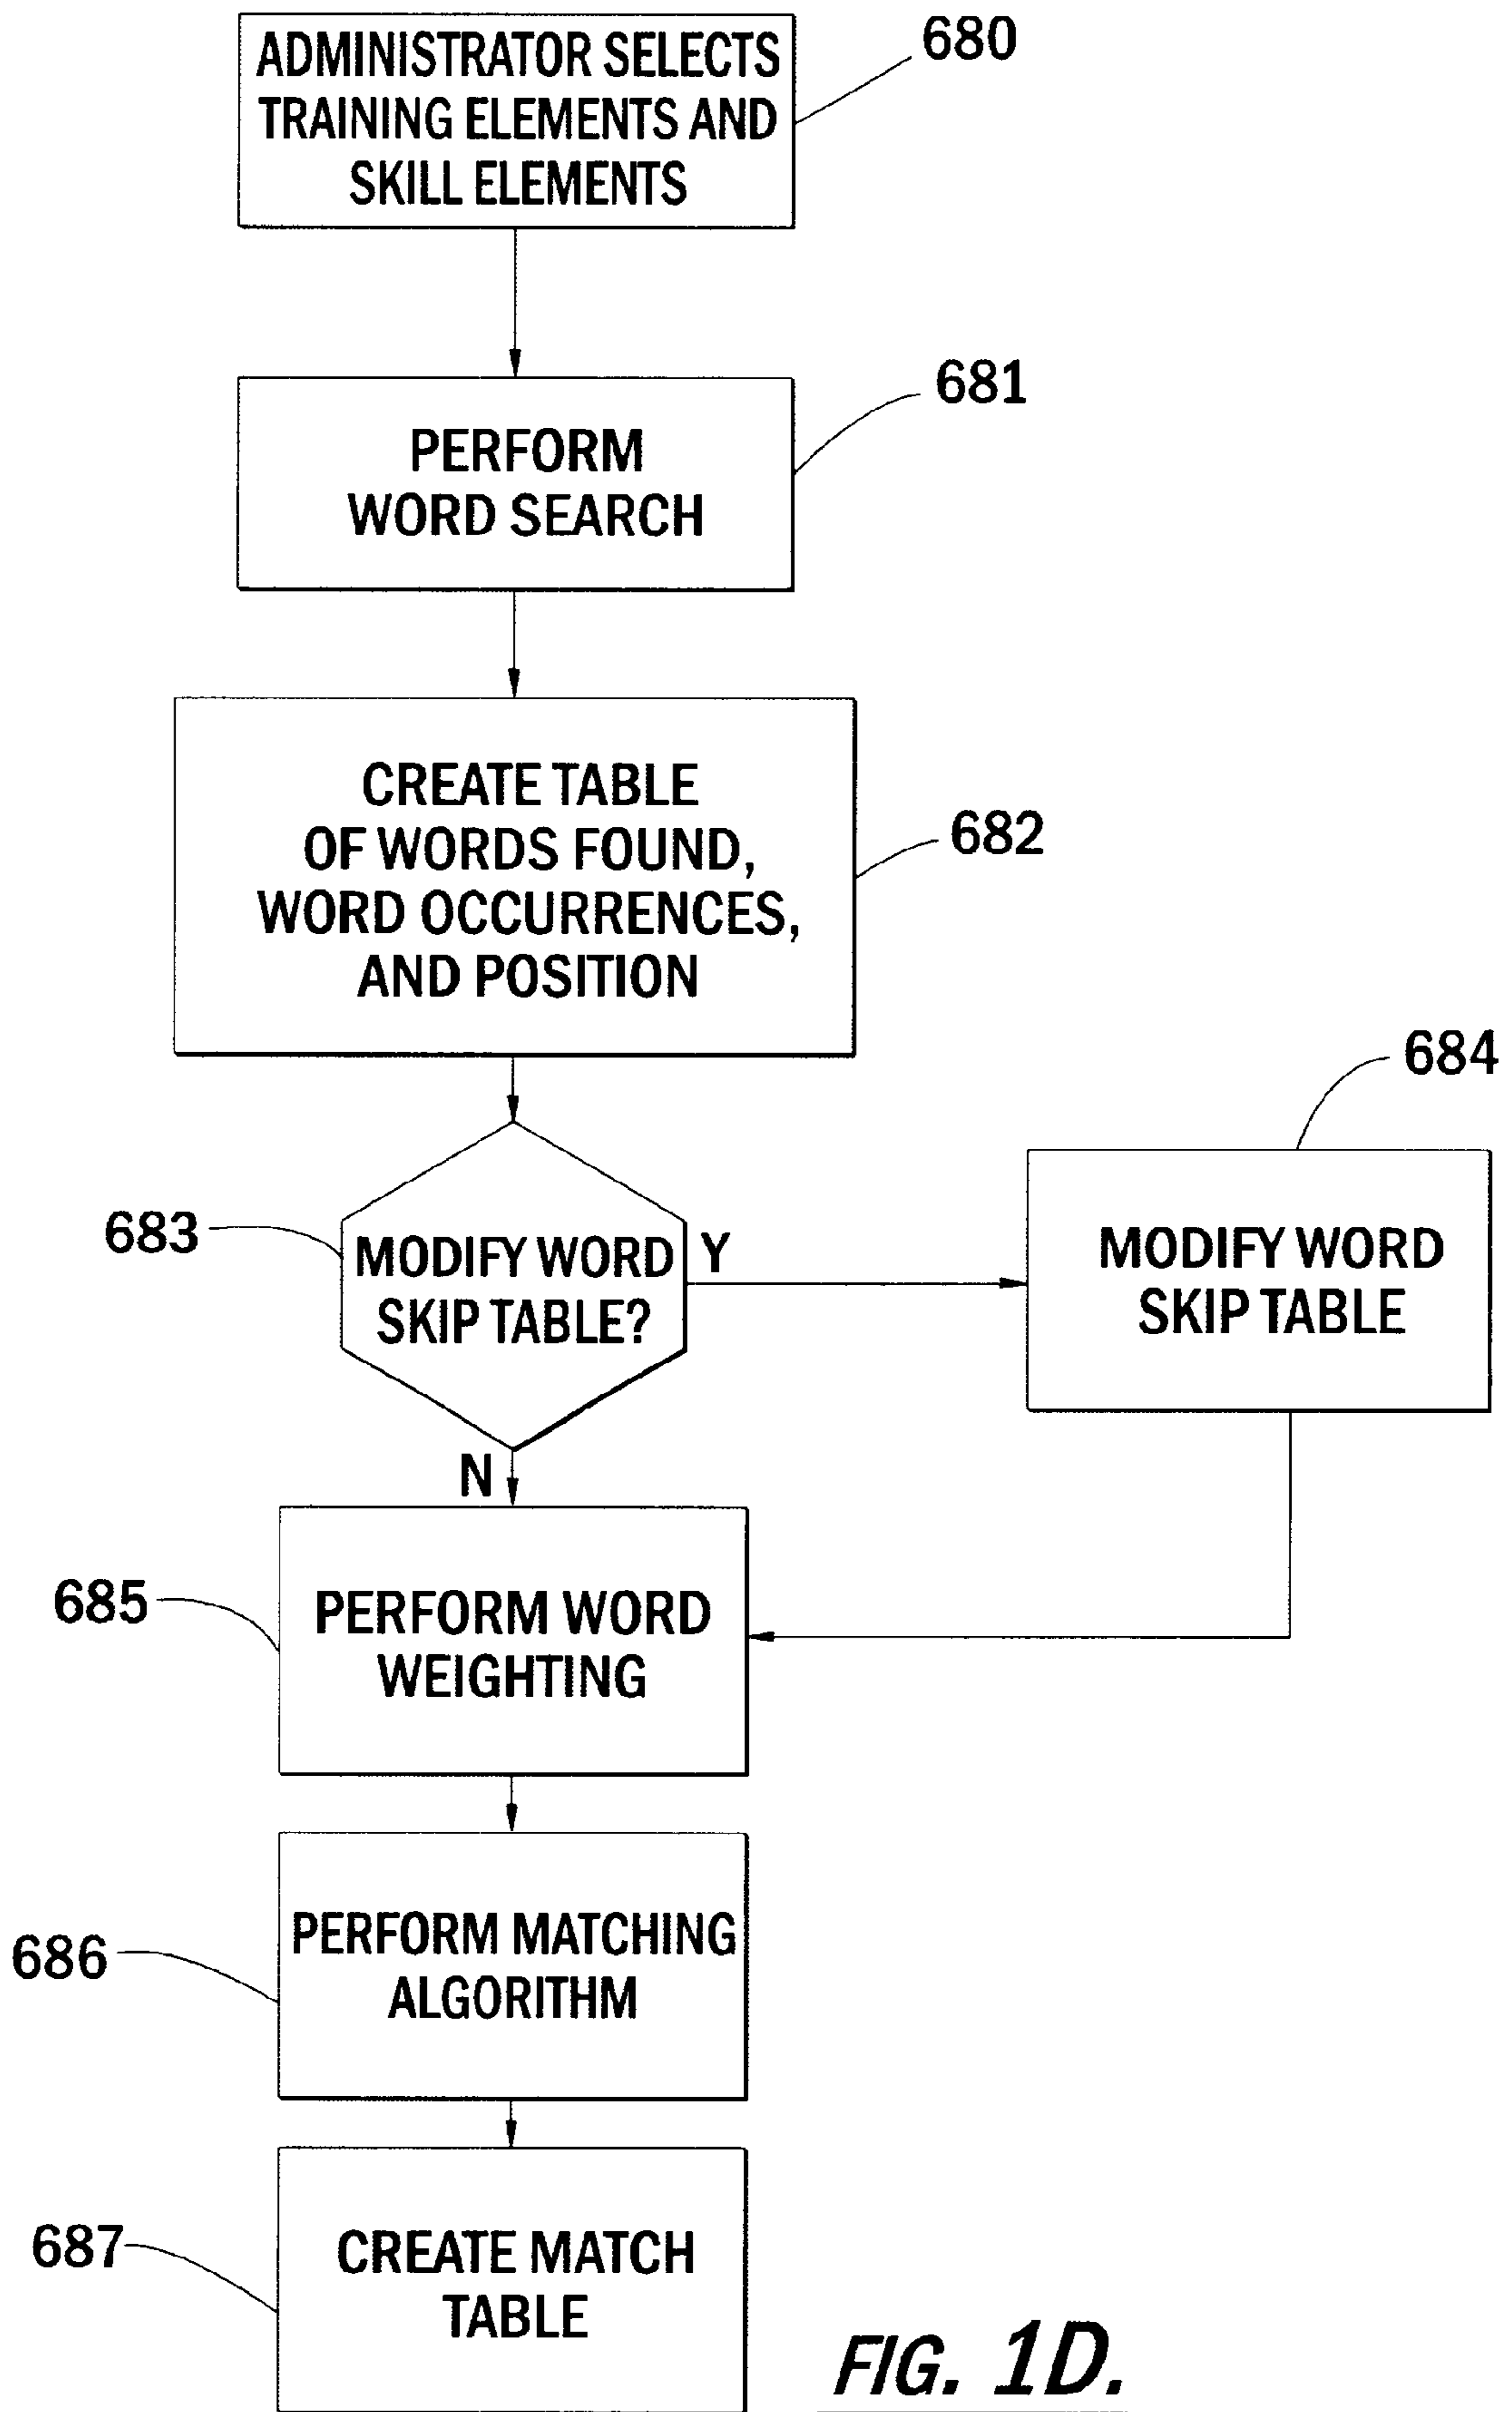 ADMINISTRATOR SELECTS
TRAINING ELEMENTS AND
SKILL ELEMENTS
680
PERFORM
WORD SEARCH
681
CREATE TABLE
OF WORDS FOUND,
WORD OCCURRENCES,
AND POSITION
682
683
MODIFY WORD
SKIP TABLE?
Y
N
684
MODIFY WORD
SKIP TABLE
685
PERFORM WORD
WEIGHTING
686
PERFORM MATCHING
ALGORITHM
687
CREATE MATCH
TABLE
FIG. 1D.